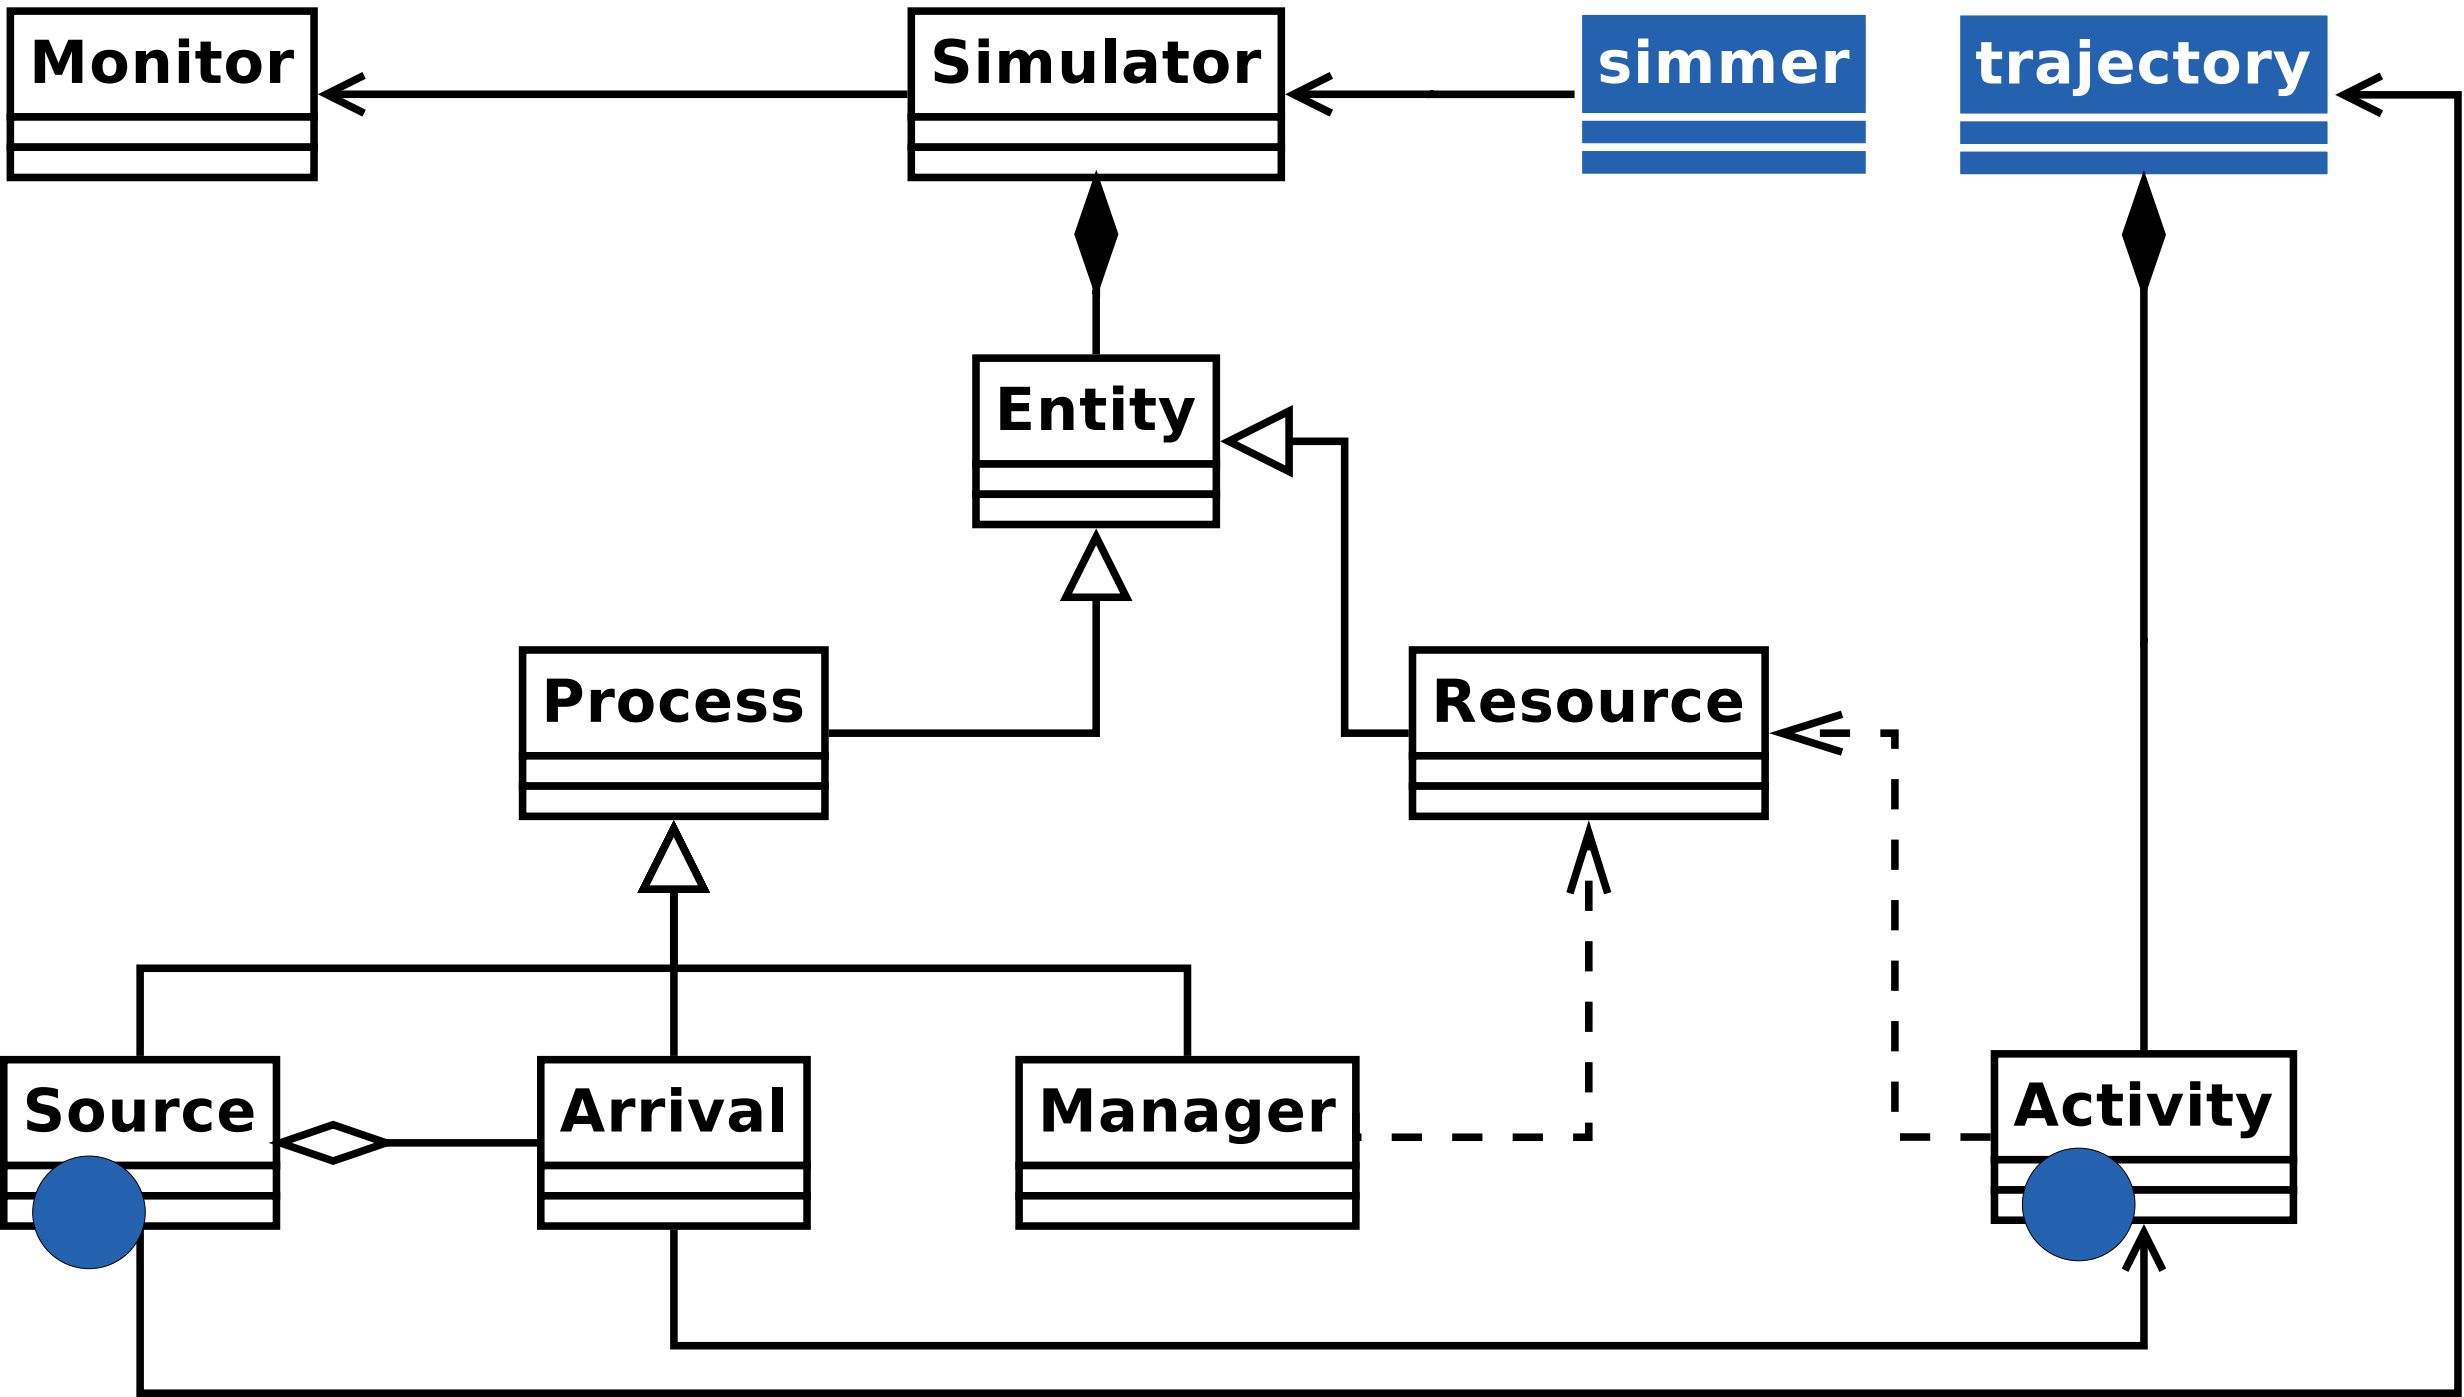 Monitor
Simulator
simmer
trajectory
Entity
Process
Resource
Source
Arrival
Manager
Activity